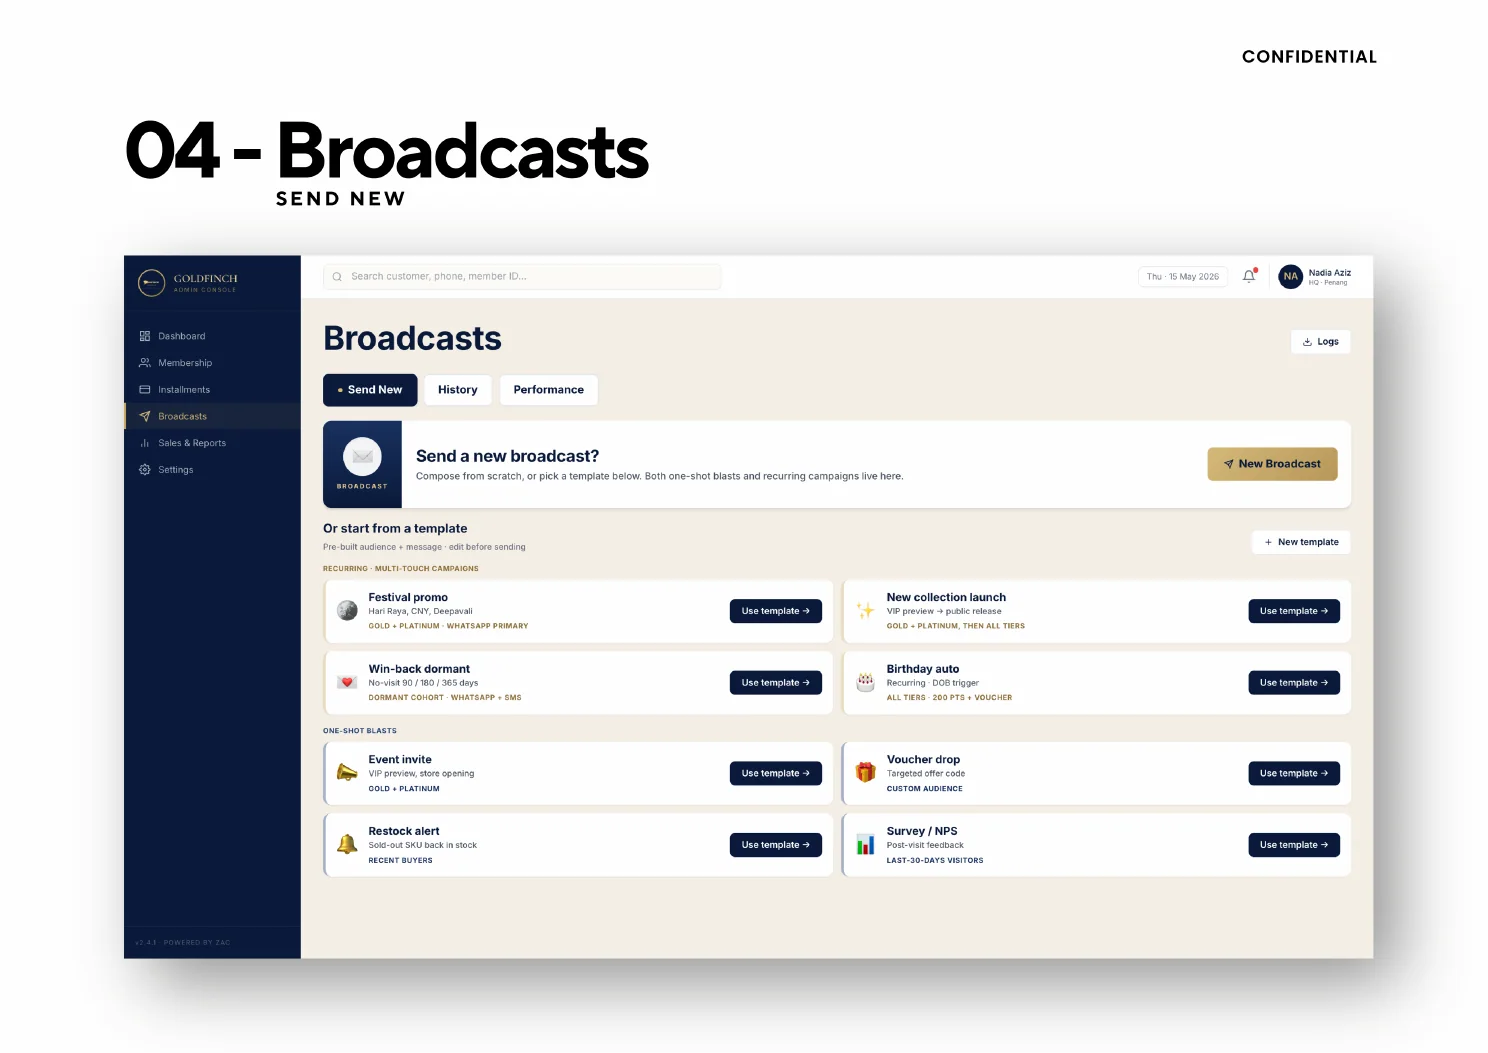 CONFIDENTIAL
04 - Broadcasts
SEND NEW
GOLDFINCH
ADMIN CONSOLE
Search customer, phone, member ID...
Thu · 15 May 2026
NA
Nadia Aziz
HQ · Penang
Dashboard
Membership
Installments
Broadcasts
Sales & Reports
Settings
Broadcasts
Logs
Send New
History
Performance
BROADCAST
Send a new broadcast?
Compose from scratch, or pick a template below. Both one-shot blasts and recurring campaigns live here.
New Broadcast
Or start from a template
Pre-built audience + message · edit before sending
+ New template
RECURRING · MULTI-TOUCH CAMPAIGNS
Festival promo
Hari Raya, CNY, Deepavali
GOLD + PLATINUM · WHATSAPP PRIMARY
Use template →
New collection launch
VIP preview → public release
GOLD + PLATINUM, THEN ALL TIERS
Use template →
Win-back dormant
No-visit 90 / 180 / 365 days
DORMANT COHORT · WHATSAPP + SMS
Use template →
Birthday auto
Recurring · DOB trigger
ALL TIERS · 200 PTS + VOUCHER
Use template →
ONE-SHOT BLASTS
Event invite
VIP preview, store opening
GOLD + PLATINUM
Use template →
Voucher drop
Targeted offer code
CUSTOM AUDIENCE
Use template →
Restock alert
Sold-out SKU back in stock
RECENT BUYERS
Use template →
Survey / NPS
Post-visit feedback
LAST-30-DAYS VISITORS
Use template →
POWERED BY ZAC